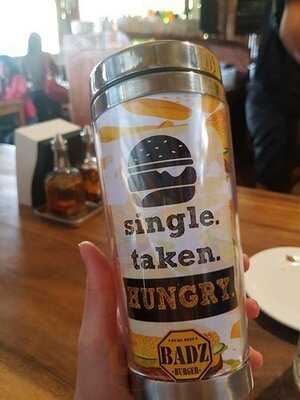 single.
taken.
HUNGRY.
BADZ
BURGER